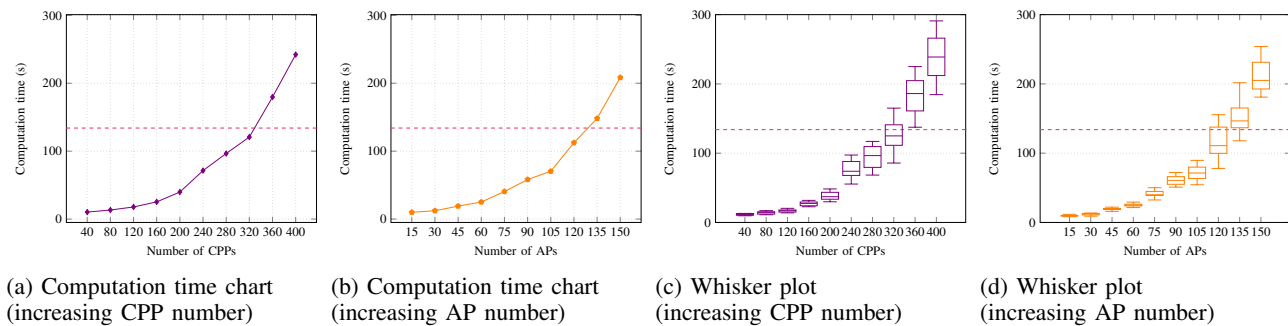 300
200
100
0
Computation time (s)
40 80 120 160 200 240 280 320 360 400
Number of CPPs
300
200
100
0
Computation time (s)
15 30 45 60 75 90 105 120 135 150
Number of APs
300
200
100
0
Computation time (s)
40 80 120 160 200 240 280 320 360 400
Number of CPPs
300
200
100
0
Computation time (s)
15 30 45 60 75 90 105 120 135 150
Number of APs
(a) Computation time chart
(increasing CPP number)
(b) Computation time chart
(increasing AP number)
(c) Whisker plot
(increasing CPP number)
(d) Whisker plot
(increasing AP number)